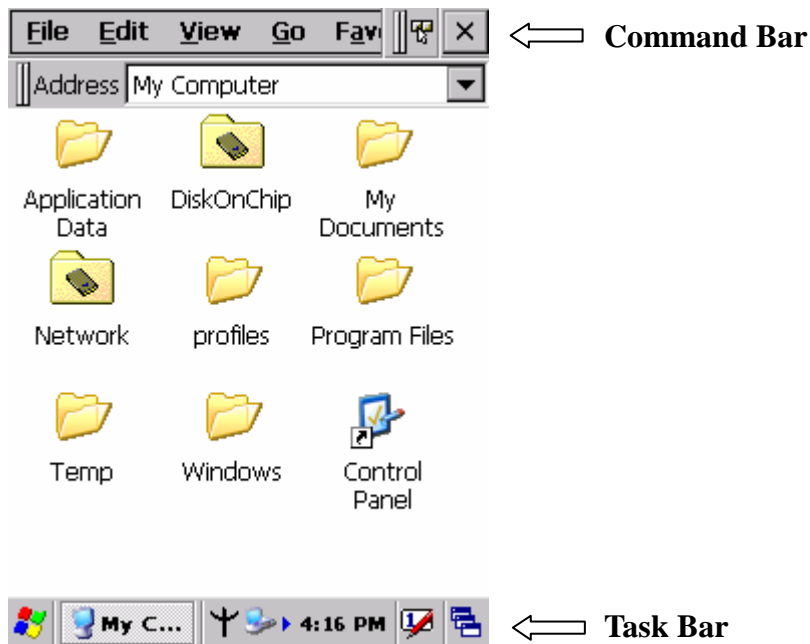 File Edit View Go Fav
Command Bar
Address My Computer
Application Data
DiskOnChip
My Documents
Network
profiles
Program Files
Temp
Windows
Control Panel
My C... 4:16 PM
Task Bar